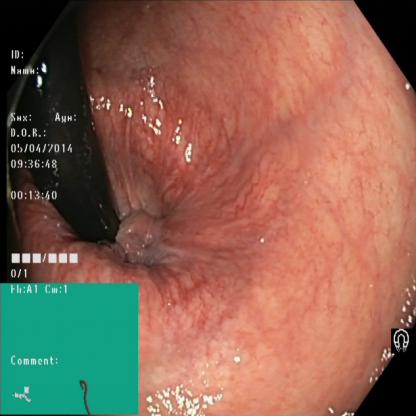 ID:
Name:
Sex: Age:
D.O.B.:
05/04/2014
09:36:48
00:13:40
■■■/■■■
0/1
Eh:A1 Cm:1
Comment: